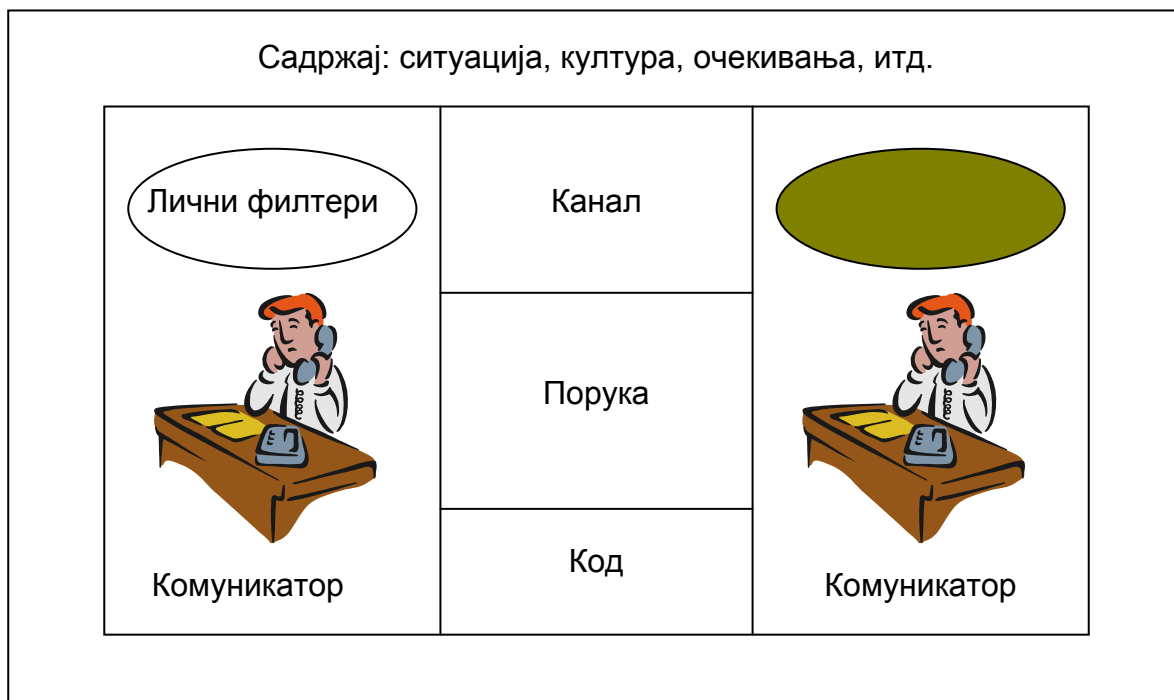 Садржај: ситуација, култура, очекивања, итд.
Лични филтери
Канал
Порука
Код
Комуникатор
Комуникатор